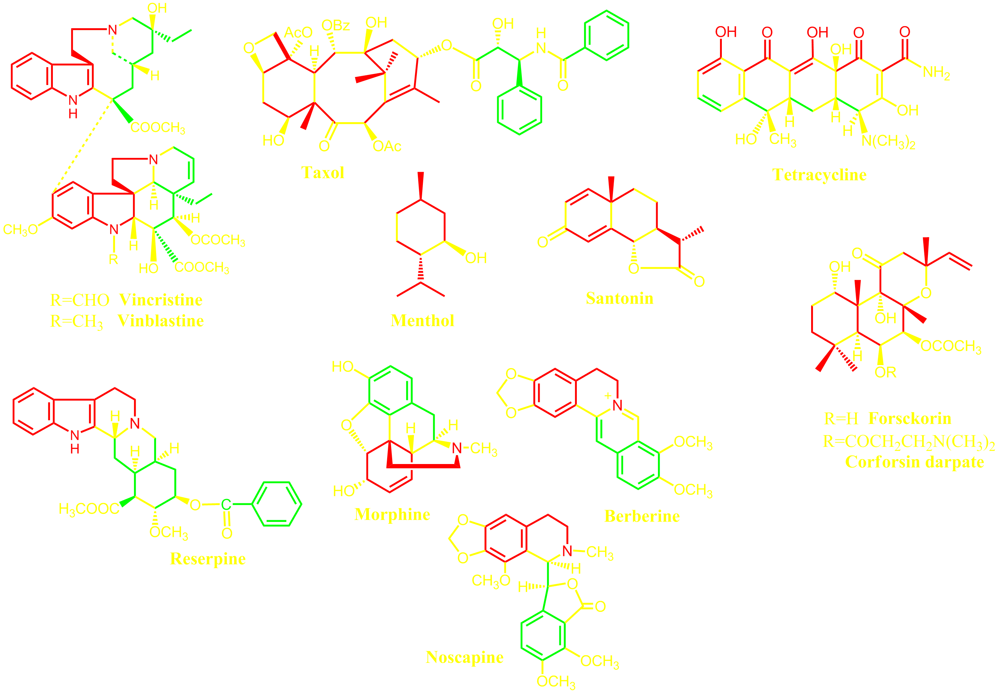 OH
N
H
N
H
COOCH3
N
H
H
CH3O
N
H
OCOCH3
R
HO
COOCH3
R=CHO Vincristine
R=CH3 Vinblastine
O
AcO
OBz
OH
H
O
OH
H
N
O
O
HO
O
OAc
Taxol
OH
O
OH
O
O
OH
NH2
OH
H
H
H
HO
CH3
N(CH3)2
Tetracycline
OH
Menthol
O
O
O
Santonin
O
OH
O
OH
H
OCOCH3
OR
R=H Forsckorin
R=COCH2CH2N(CH3)2
Corforsin darpate
H
N
N
H
H
H
H3COOC
O
C
OCH3
O
Reserpine
HO
O
H
H
N
CH3
HO
Morphine
O
+
N
O
OCH3
OCH3
Berberine
O
N
CH3
O
H
CH3O
H
O
O
OCH3
OCH3
Noscapine